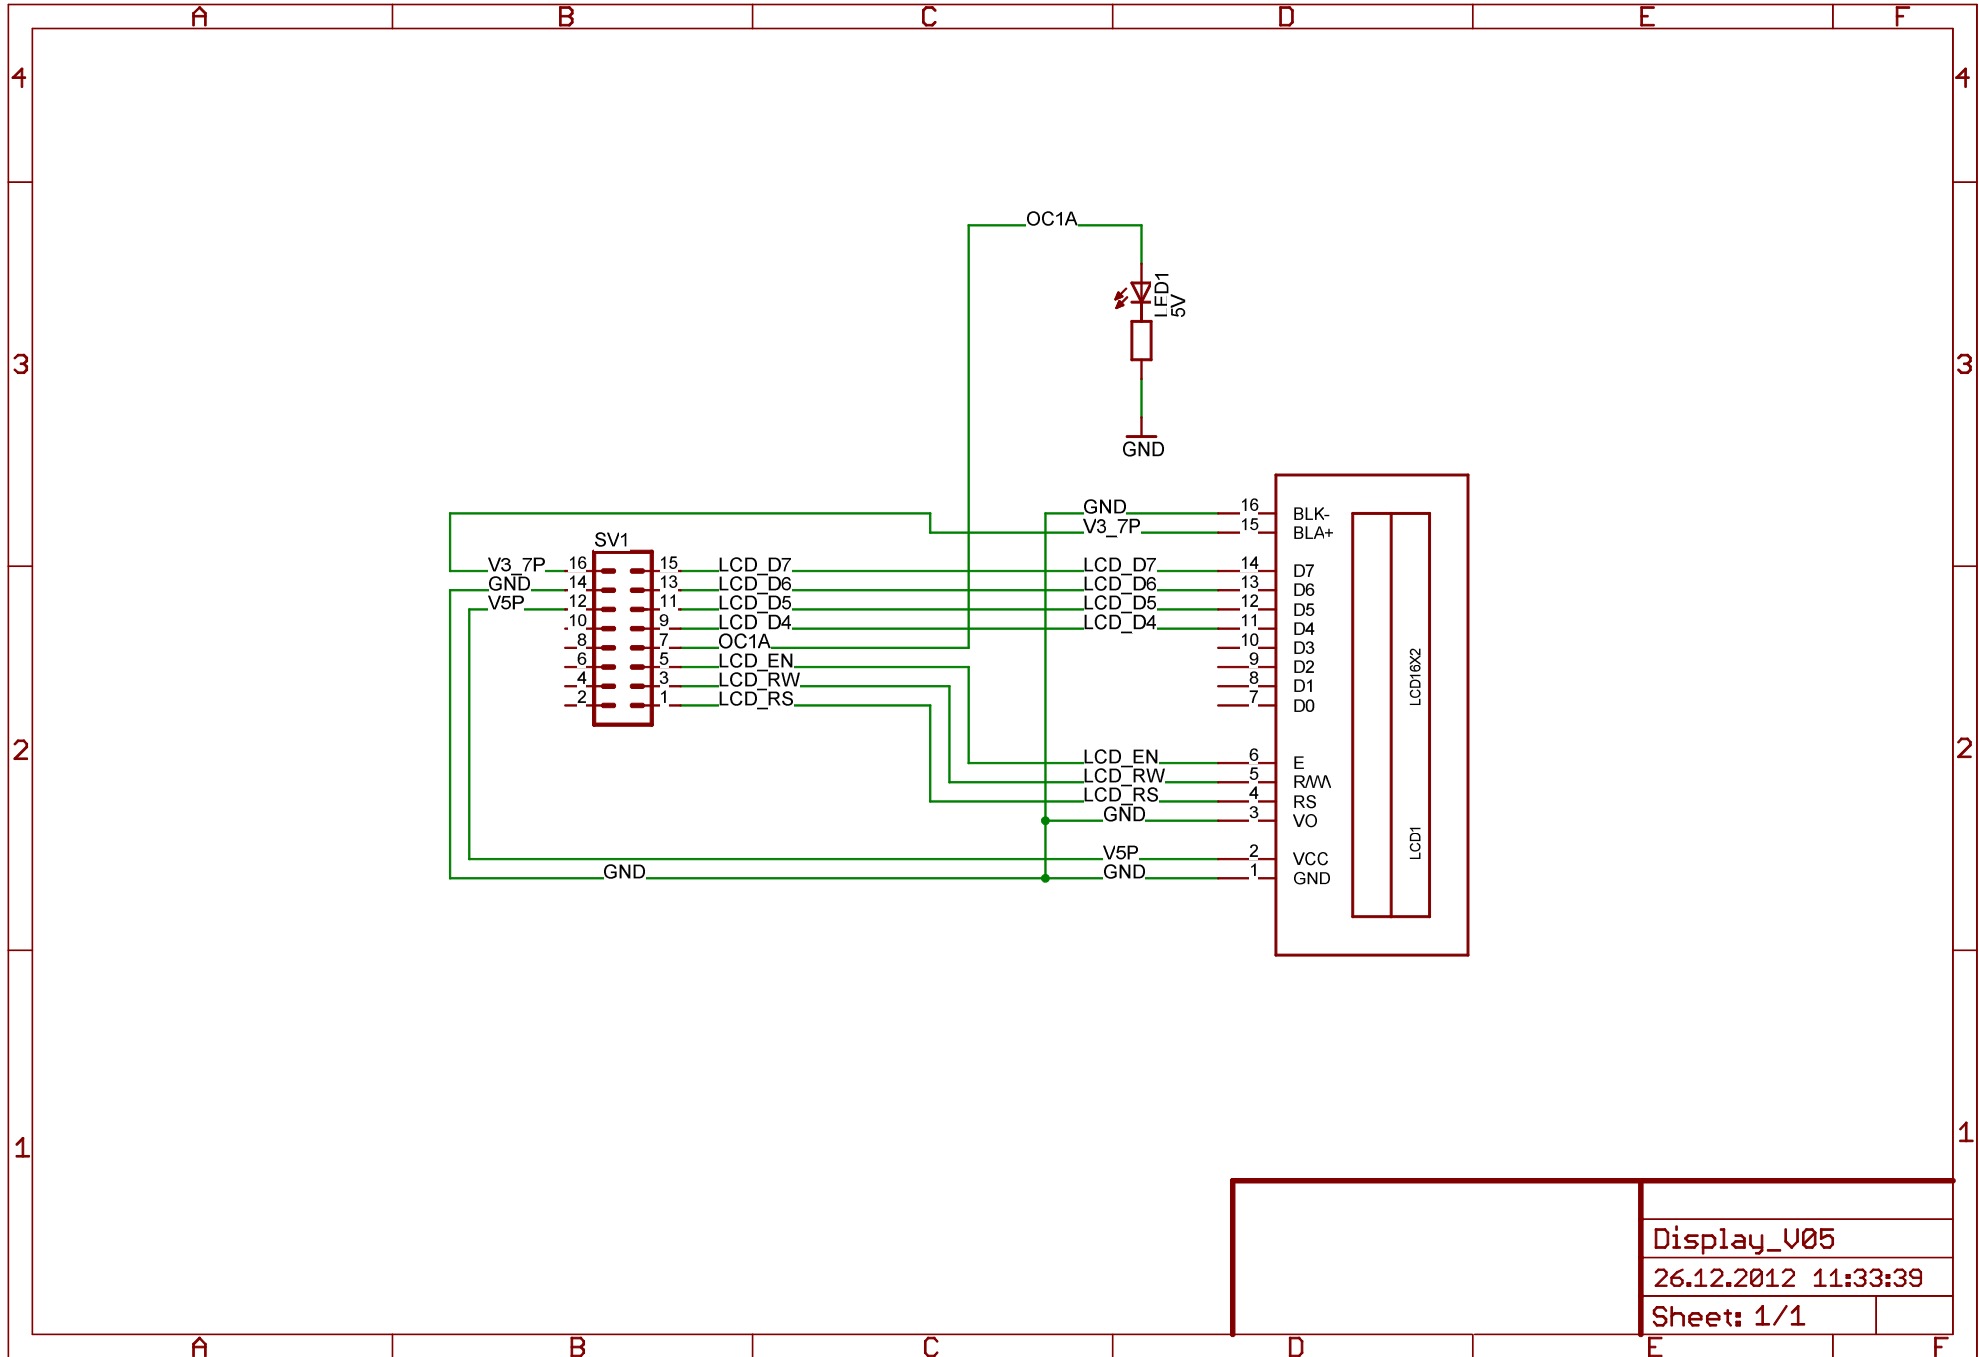 A B C D E F
4 4
OC1A
LED1
5V
3 3
GND
GND 16 BLK-
V3_7P 15 BLA+
SV1
V3_7P 16 15 LCD_D7 LCD_D7 14 D7
GND 14 13 LCD_D6 LCD_D6 13 D6
V5P 12 11 LCD_D5 LCD_D5 12 D5
10 9 LCD_D4 LCD_D4 11 D4
8 7 OC1A 10 D3
6 5 LCD_EN 9 D2
4 3 LCD_RW 8 D1
2 1 LCD_RS 7 D0
LCD16X2
2 2
LCD_EN 6 E
LCD_RW 5 R/W
LCD_RS 4 RS
GND 3 VO
LCD1
V5P 2 VCC
GND GND 1 GND
1 1
Display_V05
26.12.2012 11:33:39
Sheet: 1/1
A B C D E F